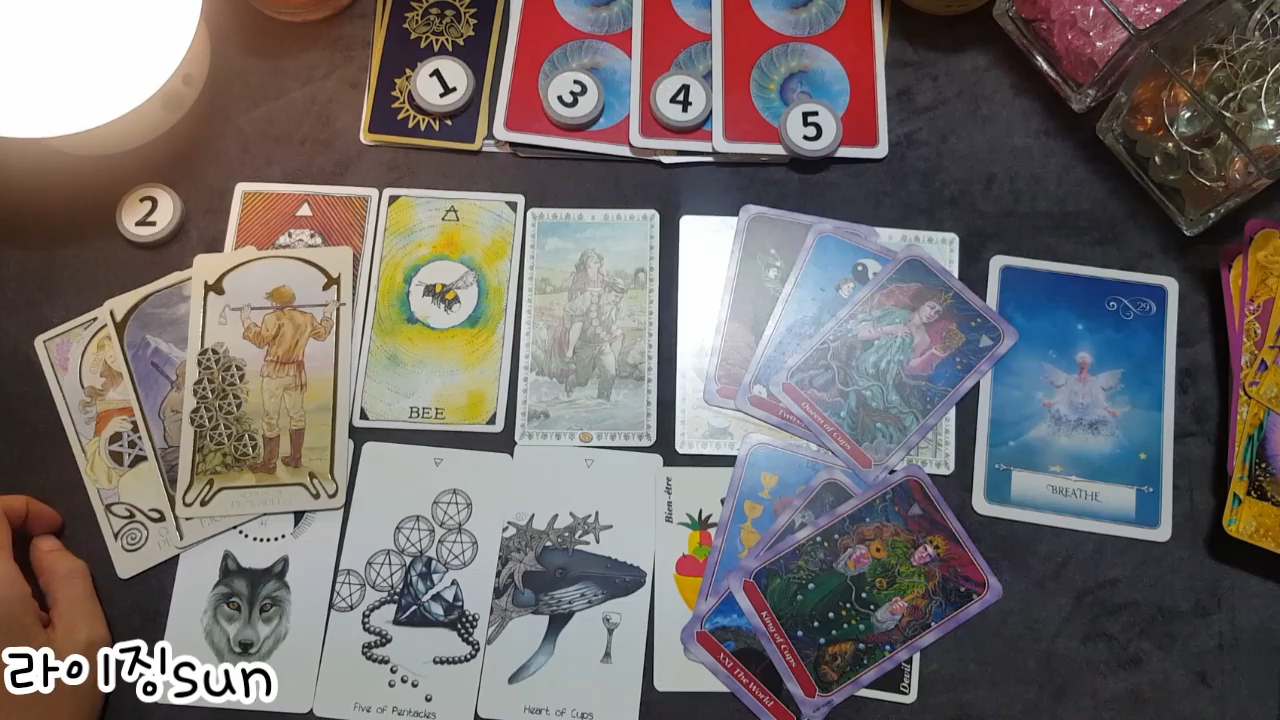 1
3
4
5
2
BEE
29
BREATHE
Bien-être
Two
Queen of Cups
King of Cups
XXI The World
Devil
Five of Pentacles
Heart of Cups
라이징sun